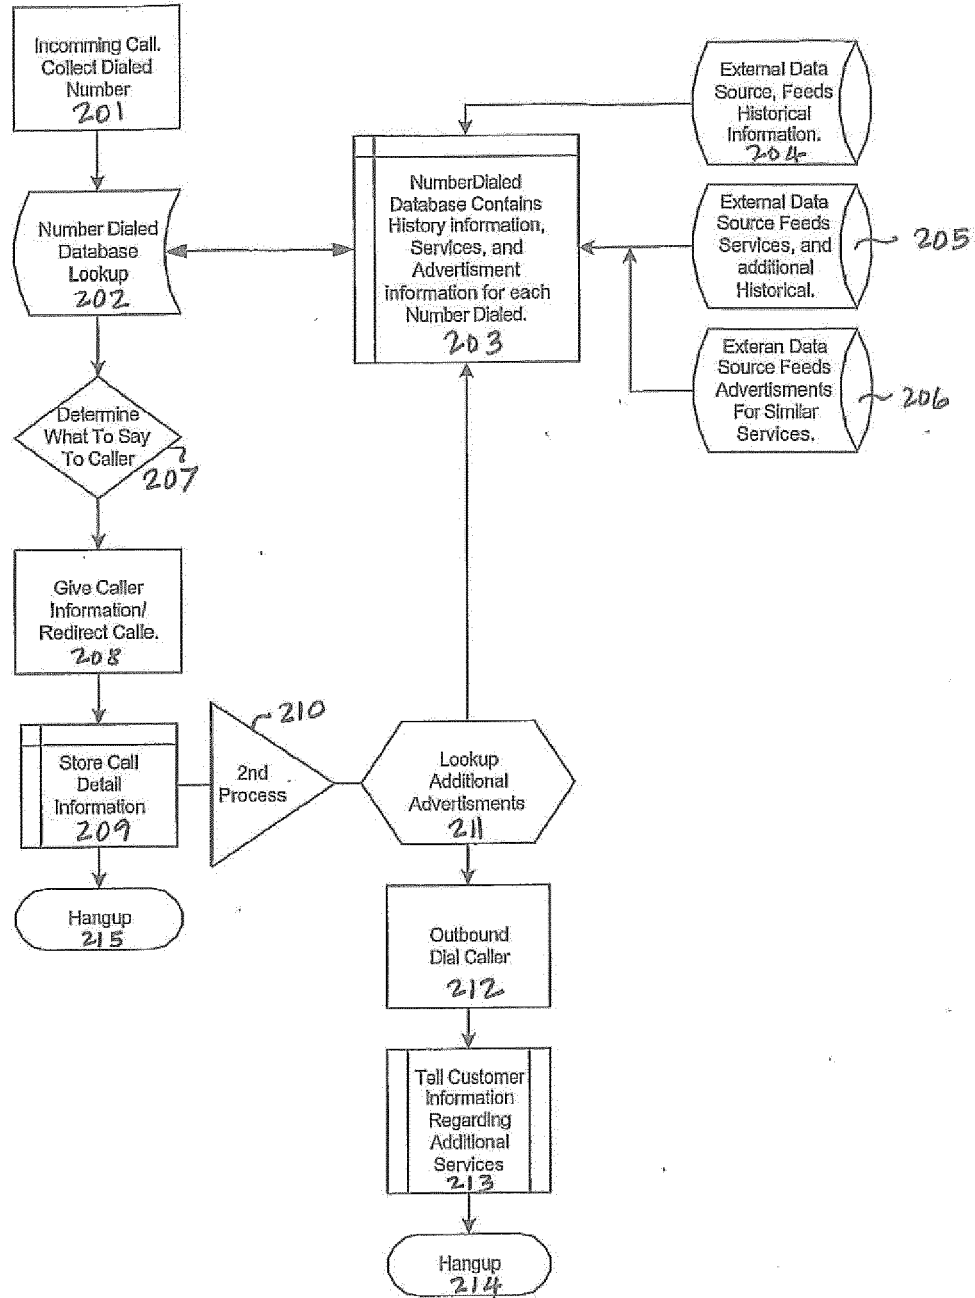 Incomming Call.
Collect Dialed
Number
201
Number Dialed
Database
Lookup
202
Determine
What To Say
To Caller
207
Give Caller
Information/
Redirect Calle.
208
Store Call
Detail
Information
209
Hangup
215
2nd
Process
210
NumberDialed
Database Contains
History information,
Services, and
Advertisment
information for each
Number Dialed.
203
External Data
Source, Feeds
Historical
Information.
204
External Data
Source Feeds
Services, and
additional
Historical.
205
Exteran Data
Source Feeds
Advertisments
For Similar
Services.
206
Lookup
Additional
Advertisments
211
Outbound
Dial Caller
212
Tell Customer
Information
Regarding
Additional
Services
213
Hangup
214